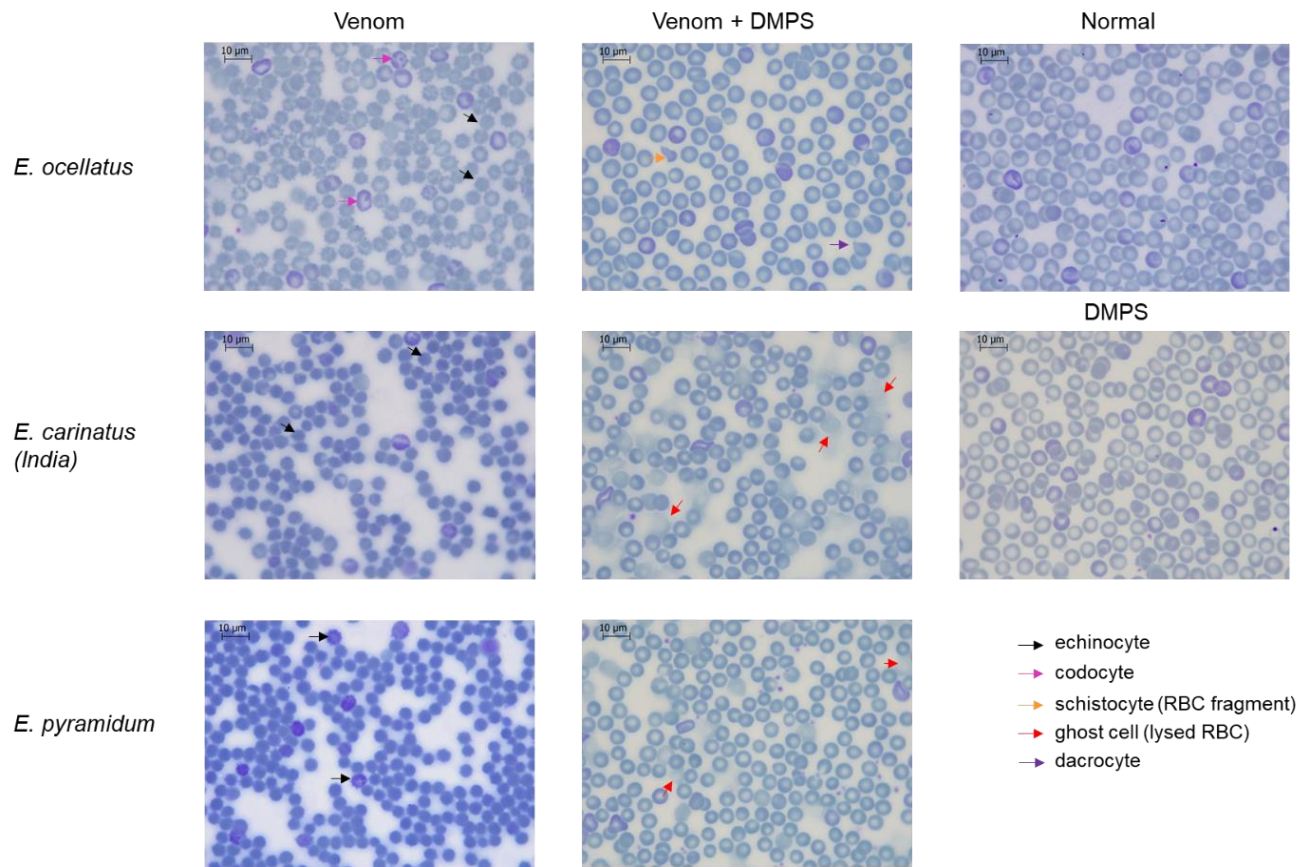 Venom
Venom + DMPS
Normal
E. ocellatus
10 µm
10 µm
10 µm
DMPS
E. carinatus
(India)
10 µm
10 µm
10 µm
E. pyramidum
10 µm
10 µm
echinocyte
codocyte
schistocyte (RBC fragment)
ghost cell (lysed RBC)
dacrocyte